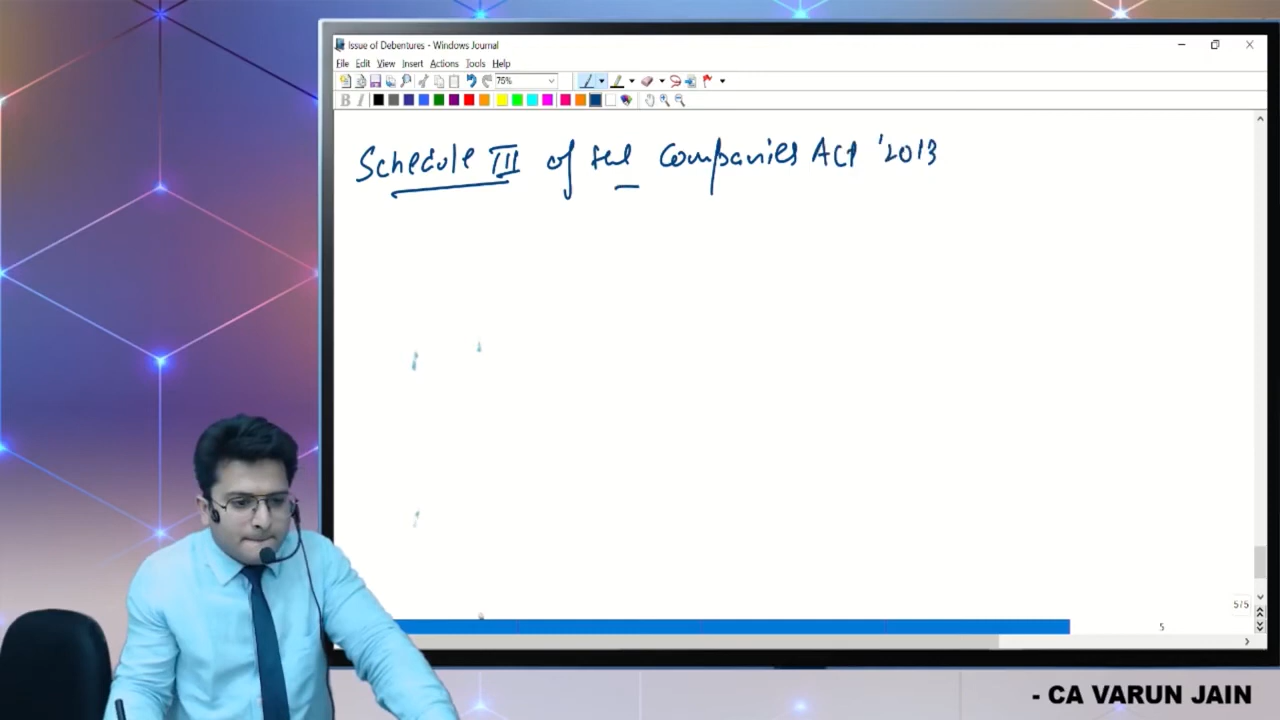 Issue of Debentures - Windows Journal
File Edit View Insert Actions Tools Help
75%
B I
Schedule III of the Companies Act '2013
5/5
5
- CA VARUN JAIN